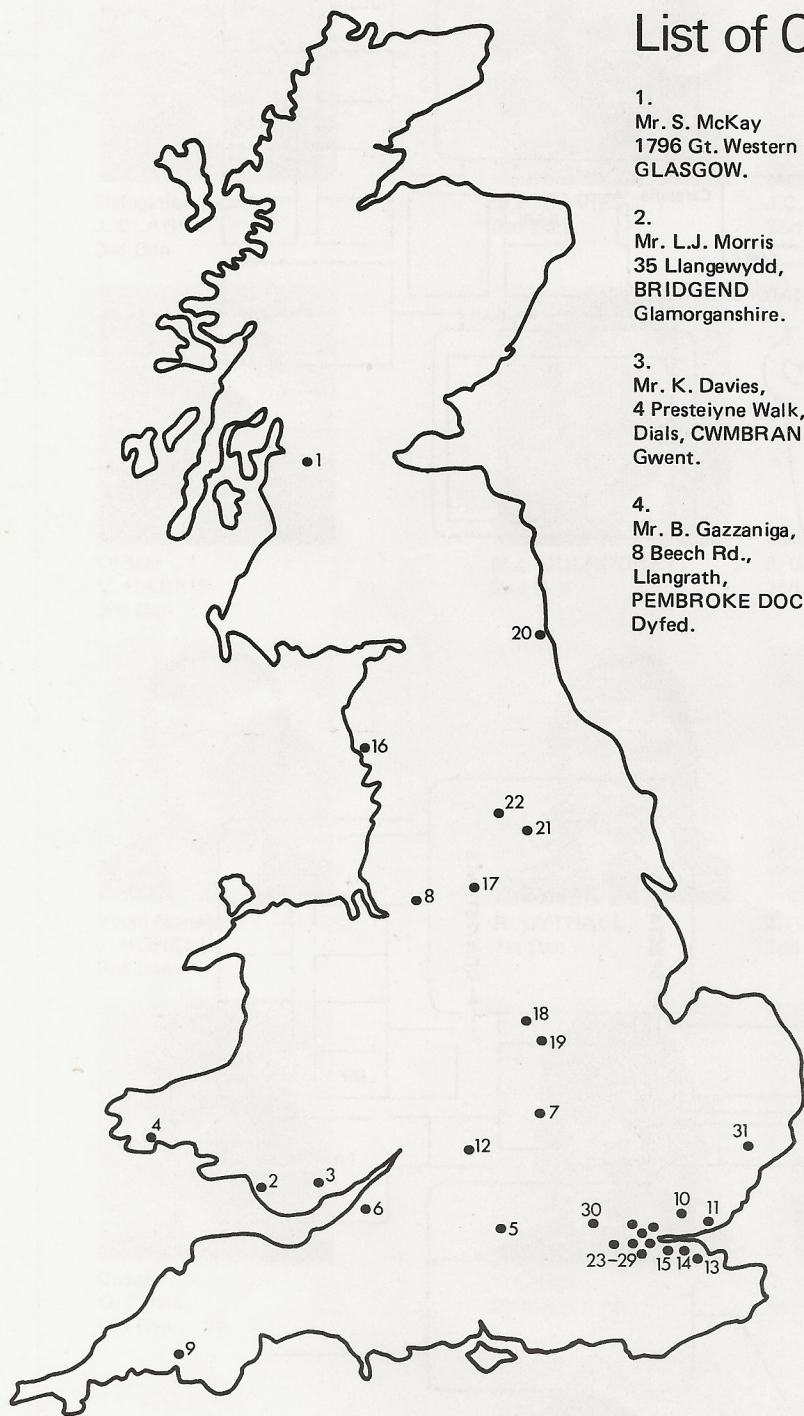 List of C
1.
Mr. S. McKay
1796 Gt. Western
GLASGOW.
2.
Mr. L.J. Morris
35 Llangewydd,
BRIDGEND
Glamorganshire.
3.
Mr. K. Davies,
4 Presteiyne Walk,
Dials, CWMBRAN
Gwent.
4.
Mr. B. Gazzaniga,
8 Beech Rd.,
Llangrath,
PEMBROKE DOC
Dyfed.
1
20
16
22
21
17
8
18
19
7
4
31
12
2
3
6
10
30
11
5
23-29
15
14
13
9